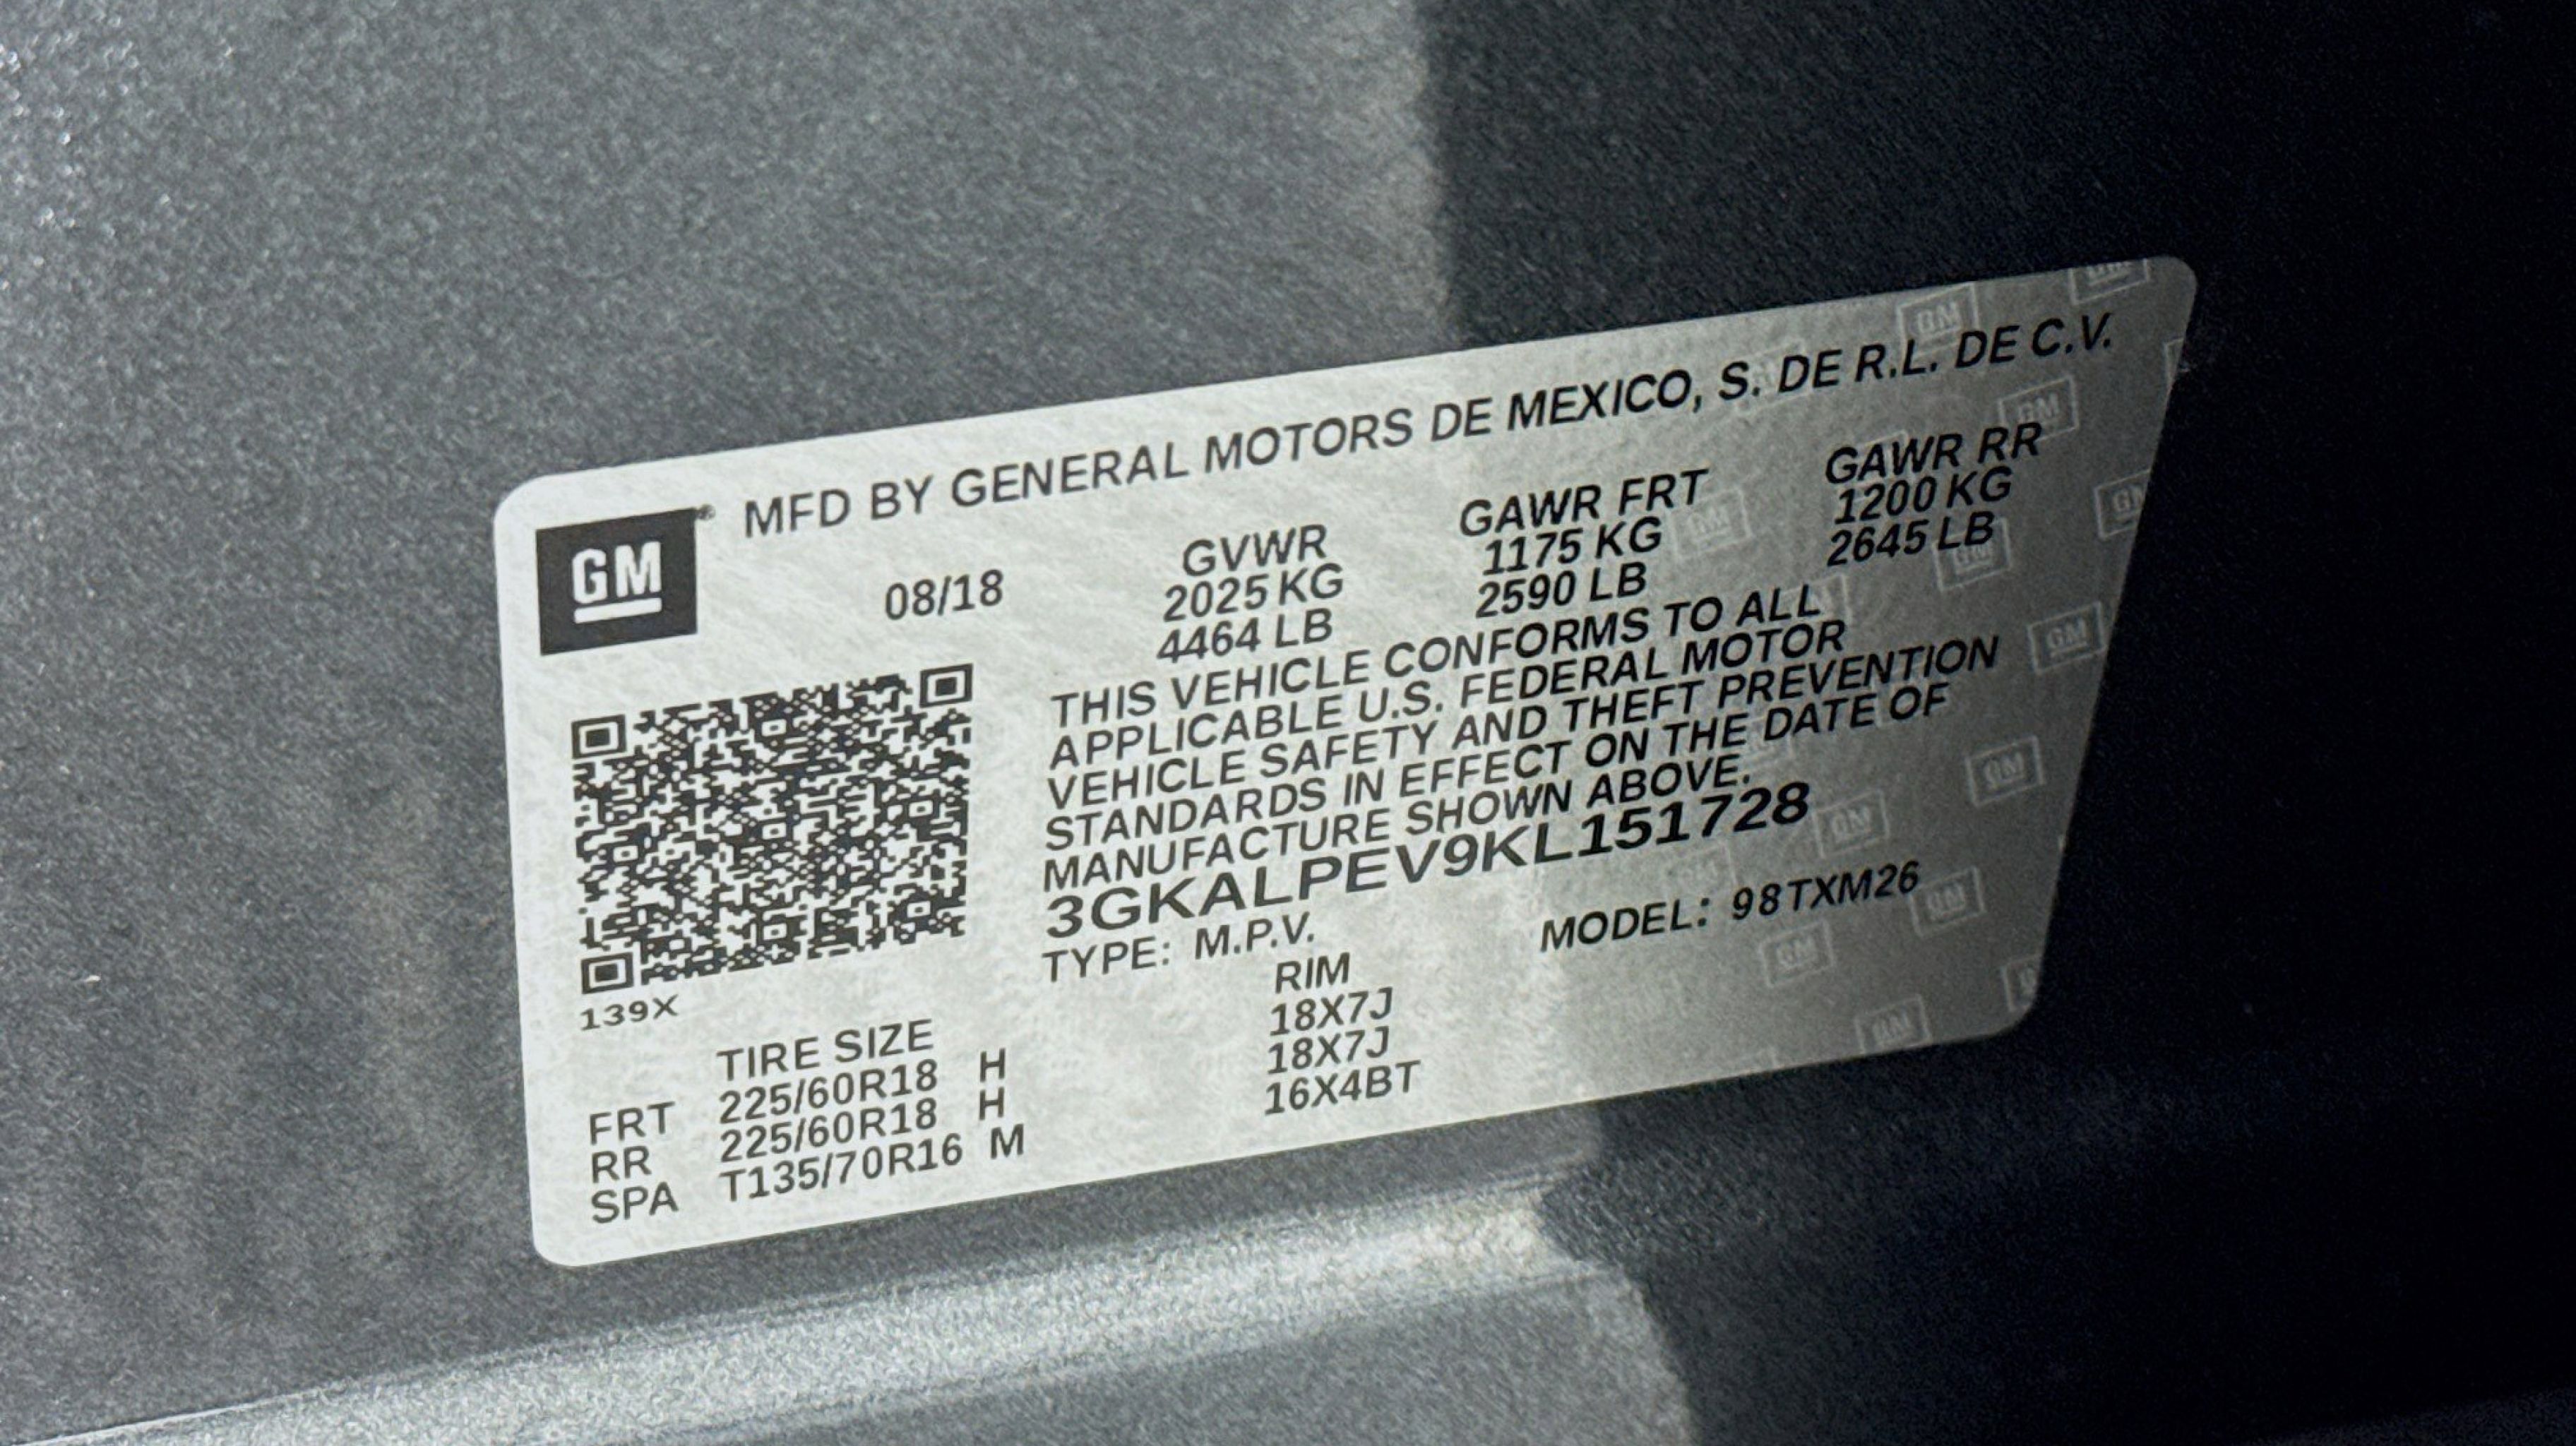 GM
MFD BY GENERAL MOTORS DE MEXICO, S. DE R.L. DE C.V.
08/18
GVWR
2025 KG
4464 LB
GAWR FRT
1175 KG
2590 LB
GAWR RR
1200 KG
2645 LB
THIS VEHICLE CONFORMS TO ALL
APPLICABLE U.S. FEDERAL MOTOR
VEHICLE SAFETY AND THEFT PREVENTION
STANDARDS IN EFFECT ON THE DATE OF
MANUFACTURE SHOWN ABOVE.
3GKALPEV9KL151728
TYPE: M.P.V. MODEL: 98TXM26
139X
TIRE SIZE RIM
FRT 225/60R18 H 18X7J
RR 225/60R18 H 18X7J
SPA T135/70R16 M 16X4BT